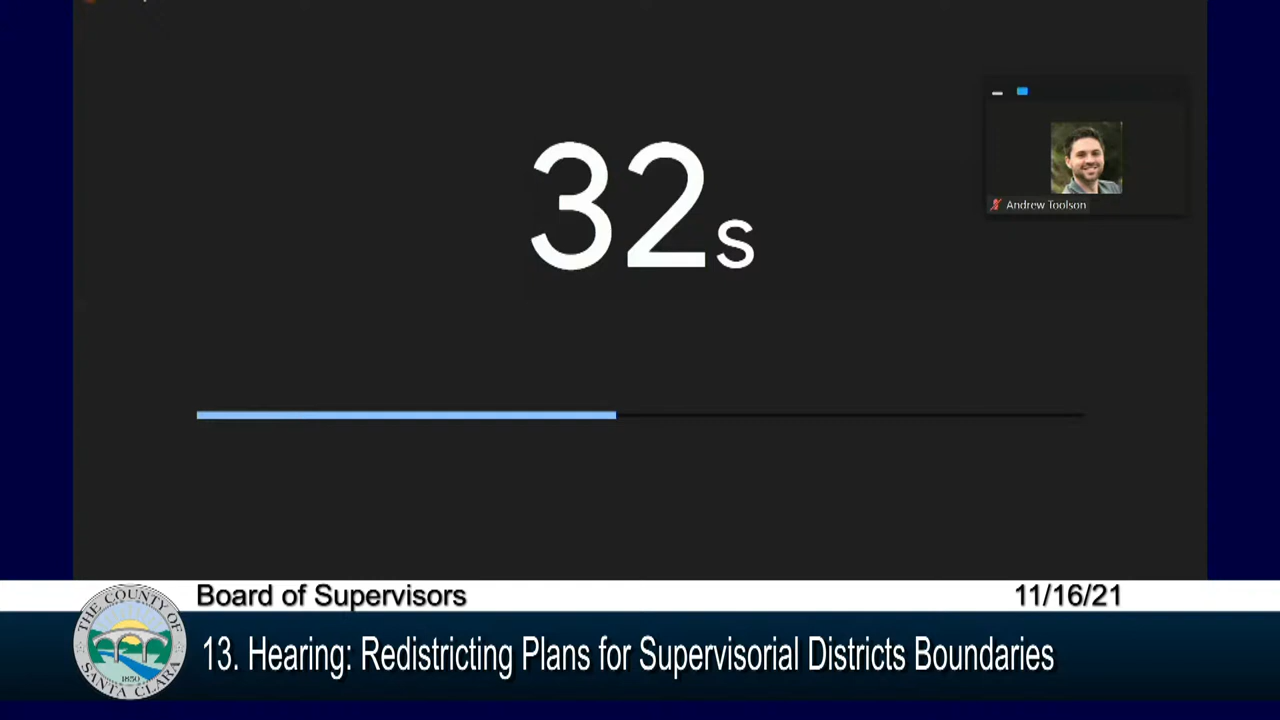 32s
Andrew Toolson
Board of Supervisors
11/16/21
THE COUNTY OF
SANTA CLARA
1850
13. Hearing: Redistricting Plans for Supervisorial Districts Boundaries